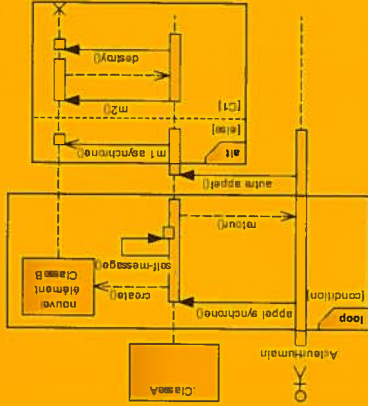 ActeurHumain
:ClasseA
loop
[condition]
appel synchrone()
create()
nouvel
élément
ClasseB
self-message()
retour()
autre appel()
alt
[else]
m1 asynchrone()
[C1]
m2()
destroy()